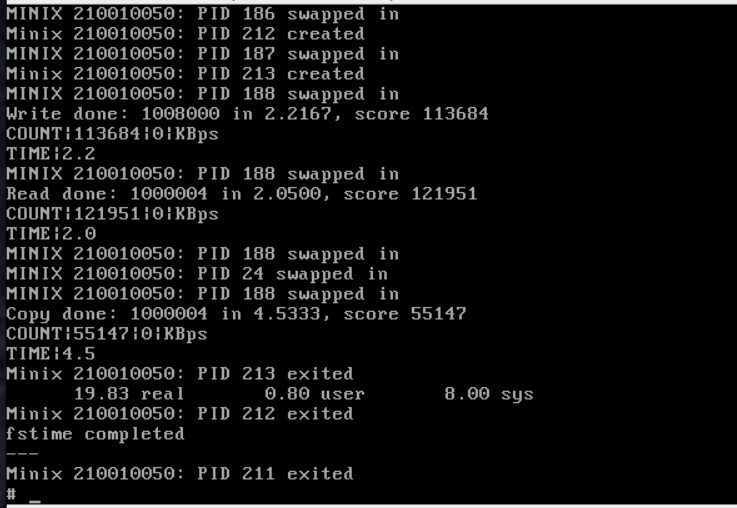 MINIX 210010050: PID 186 swapped in
Minix 210010050: PID 212 created
MINIX 210010050: PID 187 swapped in
Minix 210010050: PID 213 created
MINIX 210010050: PID 188 swapped in
Write done: 1008000 in 2.2167, score 113684
COUNT|113684|0|KBps
TIME|2.2
MINIX 210010050: PID 188 swapped in
Read done: 1000004 in 2.0500, score 121951
COUNT|121951|0|KBps
TIME|2.0
MINIX 210010050: PID 188 swapped in
MINIX 210010050: PID 24 swapped in
MINIX 210010050: PID 188 swapped in
Copy done: 1000004 in 4.5333, score 55147
COUNT|55147|0|KBps
TIME|4.5
Minix 210010050: PID 213 exited
19.83 real 0.80 user 8.00 sys
Minix 210010050: PID 212 exited
fstime completed
---
Minix 210010050: PID 211 exited
# _